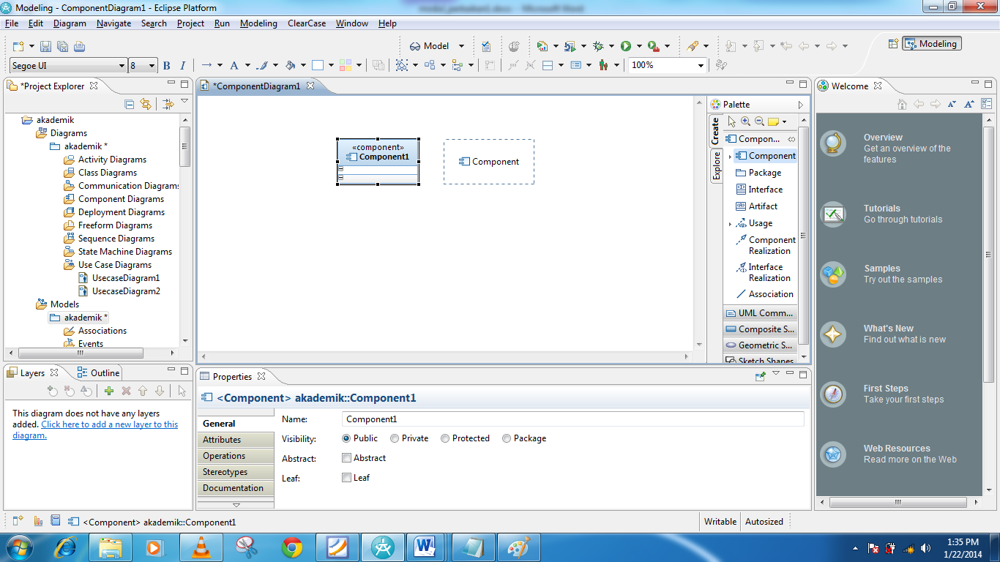 Modeling - ComponentDiagram1 - Eclipse Platform
File Edit Diagram Navigate Search Project Run Modeling ClearCase Window Help
Model
Modeling
Segoe UI 8 B I A 100%
*Project Explorer
akademik
Diagrams
akademik *
Activity Diagrams
Class Diagrams
Communication Diagrams
Component Diagrams
Deployment Diagrams
Freeform Diagrams
Sequence Diagrams
State Machine Diagrams
Use Case Diagrams
UsecaseDiagram1
UsecaseDiagram2
Models
akademik *
Associations
Events
*ComponentDiagram1
«component»
Component1
Component
Palette
Create
Explore
Compon...
Component
Package
Interface
Artifact
Usage
Component
Realization
Interface
Realization
Association
UML Comm...
Composite S...
Geometric S...
Sketch Shapes
Welcome
Overview
Get an overview of the
features
Tutorials
Go through tutorials
Samples
Try out the samples
What's New
Find out what is new
First Steps
Take your first steps
Web Resources
Read more on the Web
Layers Outline
This diagram does not have any layers
added. Click here to add a new layer to this
diagram.
Properties
<Component> akademik::Component1
General
Attributes
Operations
Stereotypes
Documentation
Name: Component1
Visibility: Public Private Protected Package
Abstract: Abstract
Leaf: Leaf
<Component> akademik::Component1
Writable Autosized
1:35 PM
1/22/2014